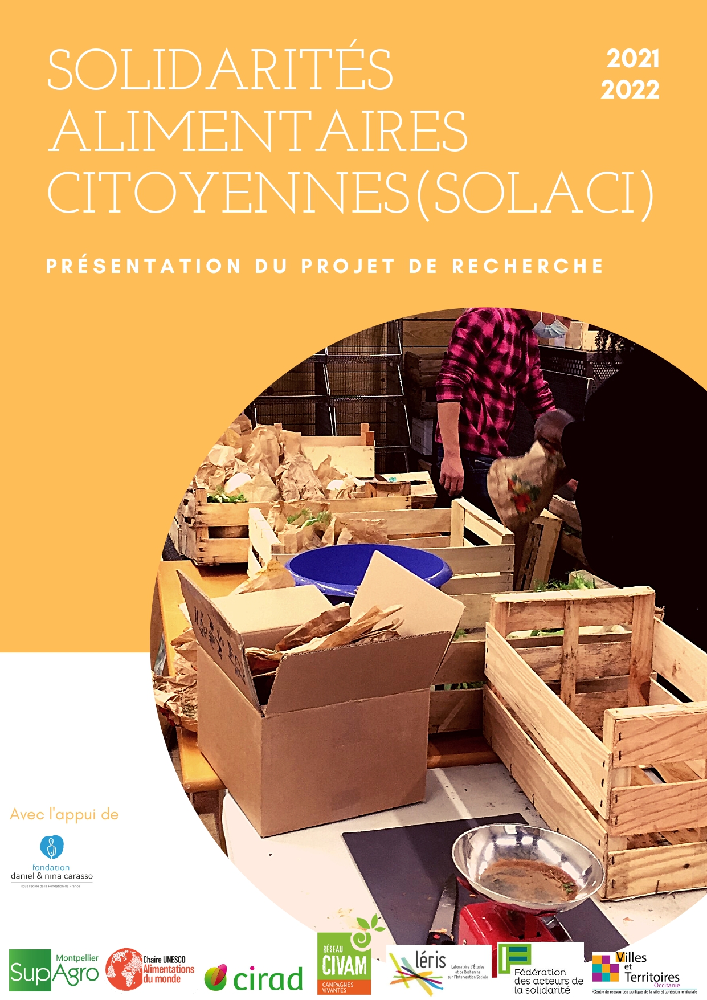 SOLIDARITÉS
ALIMENTAIRES
CITOYENNES(SOLACI)
2021
2022
PRÉSENTATION DU PROJET DE RECHERCHE
Avec l'appui de
fondation
daniel & nina carasso
sous l'égide de la Fondation de France
Montpellier
SupAgro
Chaire UNESCO
Alimentations
du monde
cirad
RÉSEAU
CIVAM
CAMPAGNES
VIVANTES
léris
Laboratoire d'Études
et de Recherche
sur l'Intervention Sociale
Fédération
des acteurs de
la solidarité
Villes
et
Territoires
Occitanie
Centre de ressources politique de la ville et cohésion territoriale